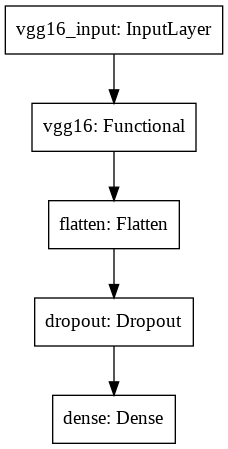 vgg16_input: InputLayer
vgg16: Functional
flatten: Flatten
dropout: Dropout
dense: Dense